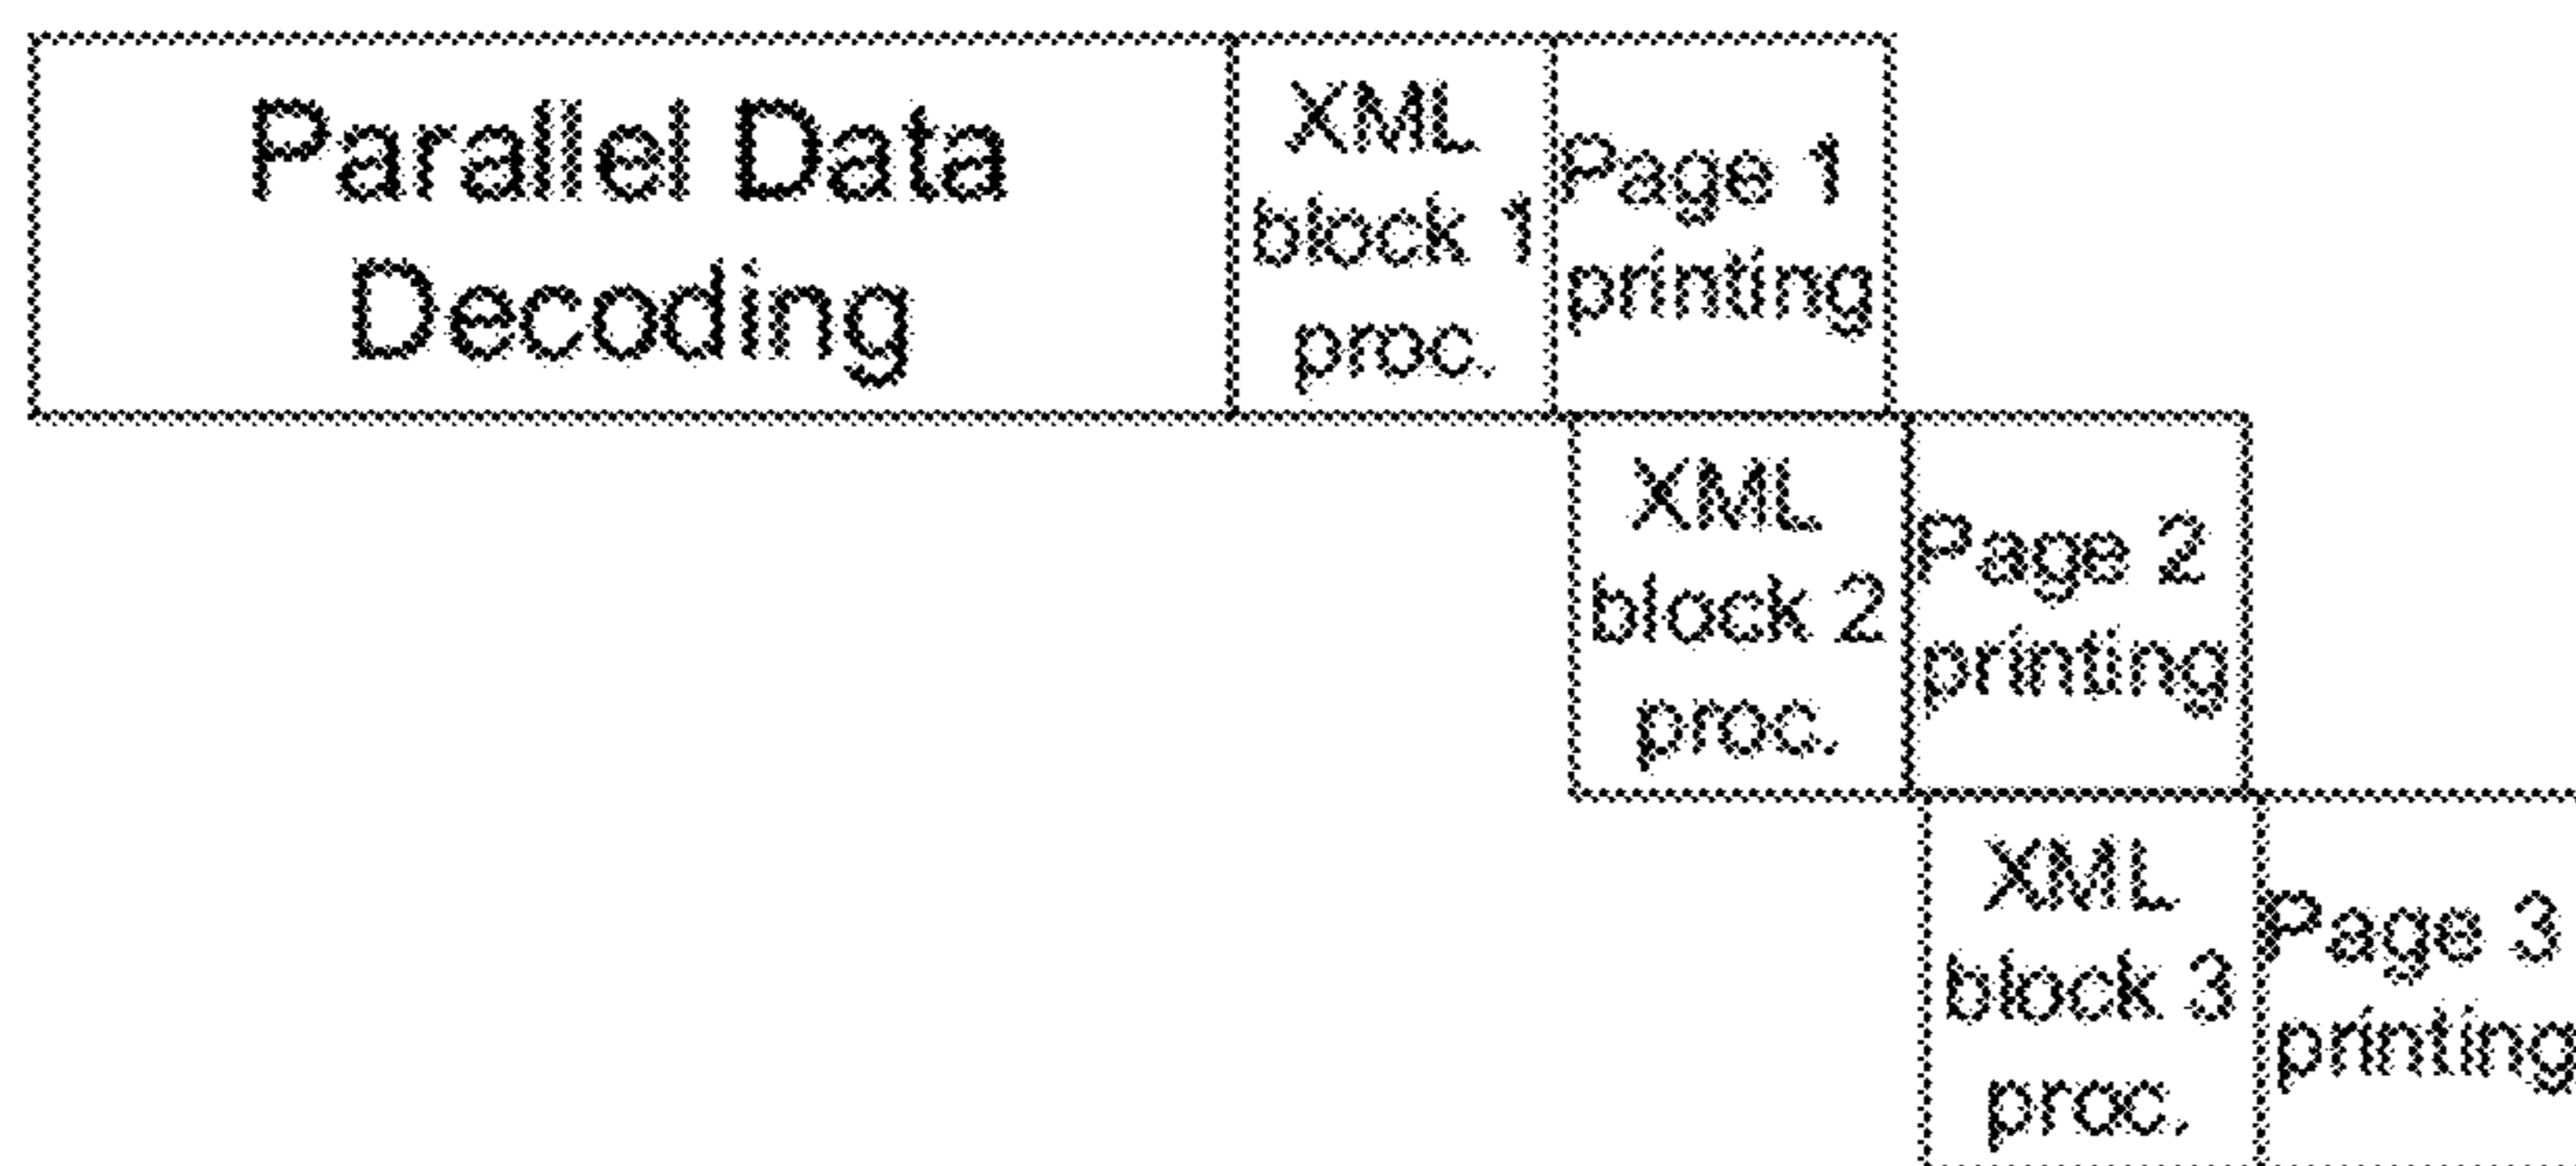 Parallel Data
Decoding
XML
block 1
proc.
Page 1
printing
XML
block 2
proc.
Page 2
printing
XML
block 3
proc.
Page 3
printing